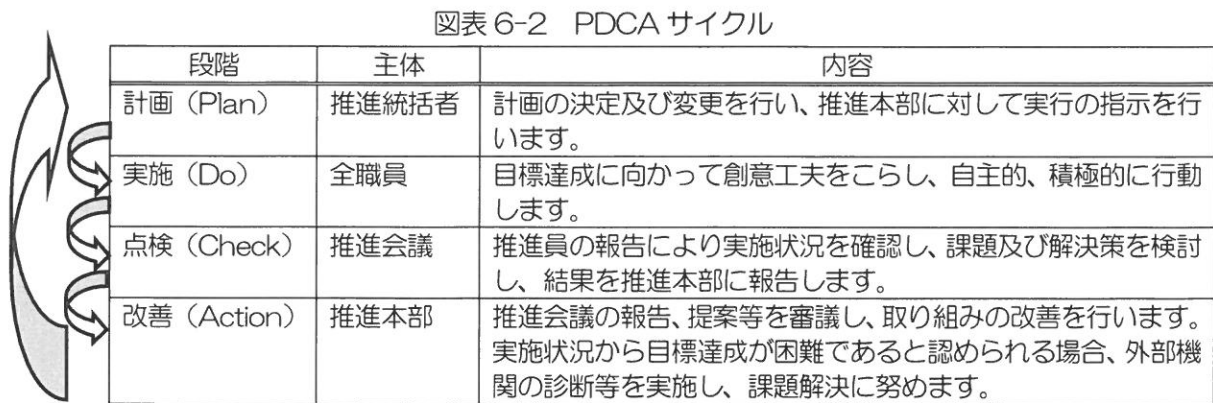 図表 6-2 PDCA サイクル
段階 主体 内容
計画（Plan） 推進統括者 計画の決定及び変更を行い、推進本部に対して実行の指示を行
います。
実施（Do） 全職員 目標達成に向かって創意工夫をこらし、自主的、積極的に行動
します。
点検（Check） 推進会議 推進員の報告により実施状況を確認し、課題及び解決策を検討
し、結果を推進本部に報告します。
改善（Action） 推進本部 推進会議の報告、提案等を審議し、取り組みの改善を行います。
実施状況から目標達成が困難であると認められる場合、外部機
関の診断等を実施し、課題解決に努めます。